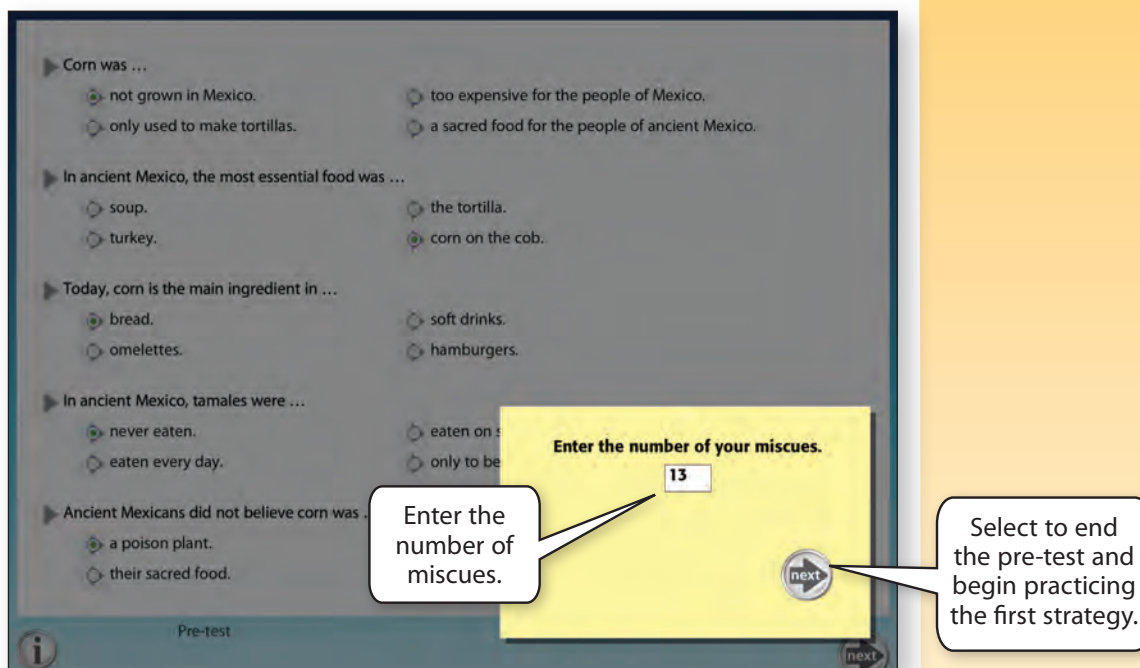 Corn was ...
not grown in Mexico.
too expensive for the people of Mexico.
only used to make tortillas.
a sacred food for the people of ancient Mexico.
In ancient Mexico, the most essential food was ...
soup.
the tortilla.
turkey.
corn on the cob.
Today, corn is the main ingredient in ...
bread.
soft drinks.
omelettes.
hamburgers.
In ancient Mexico, tamales were ...
never eaten.
eaten on
eaten every day.
only to be
Ancient Mexicans did not believe corn was .
a poison plant.
their sacred food.
Enter the number of your miscues.
13
next
Enter the
number of
miscues.
Select to end
the pre-test and
begin practicing
the first strategy.
i
Pre-test
next